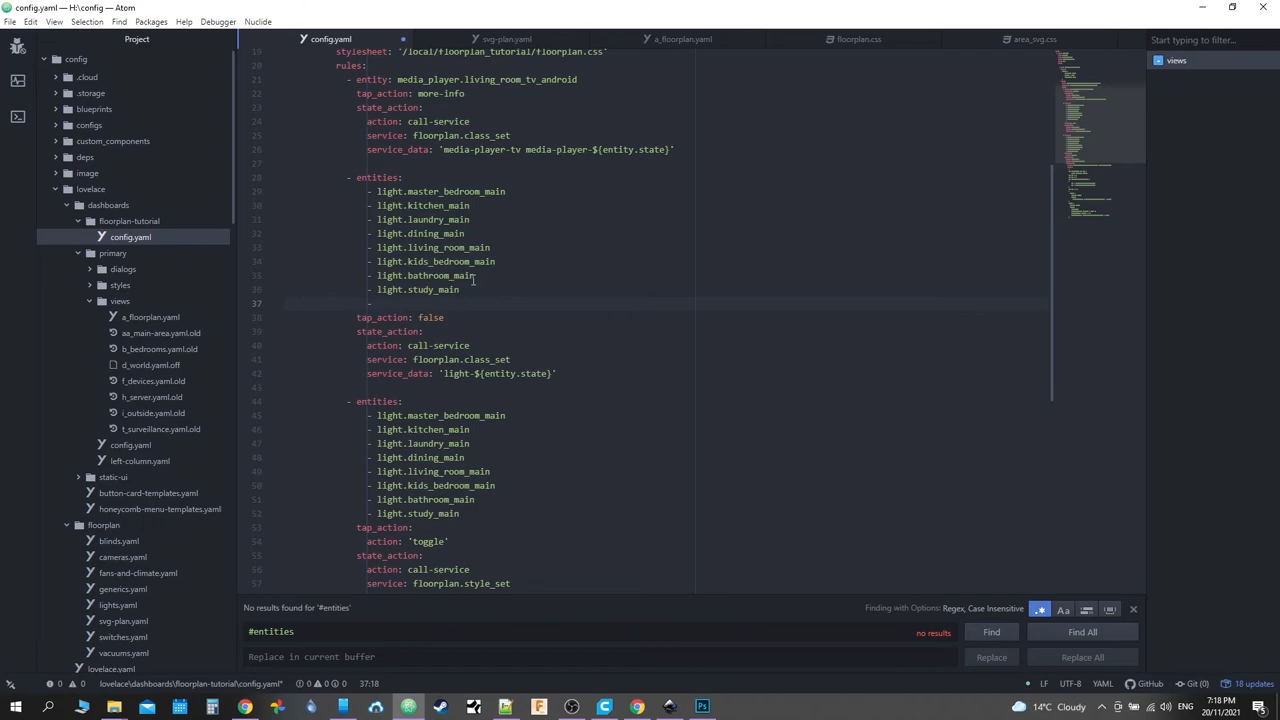 config.yaml — H:\config — Atom
File Edit View Selection Find Packages Help Debugger Nuclide
Project
config.yaml svg-plan.yaml a_floorplan.yaml floorplan.css area_svg.css Start typing to filter...
views
config
.cloud
.storage
blueprints
configs
custom_components
deps
image
lovelace
dashboards
floorplan-tutorial
config.yaml
primary
dialogs
styles
views
a_floorplan.yaml
aa_main-area.yaml.old
b_bedrooms.yaml.old
d_world.yaml.off
f_devices.yaml.old
h_server.yaml.old
i_outside.yaml.old
t_surveillance.yaml.old
config.yaml
left-column.yaml
static-ui
button-card-templates.yaml
honeycomb-menu-templates.yaml
floorplan
blinds.yaml
cameras.yaml
fans-and-climate.yaml
generics.yaml
lights.yaml
svg-plan.yaml
switches.yaml
vacuums.yaml
lovelace.yaml
19 stylesheet: '/local/floorplan_tutorial/floorplan.css'
20 rules:
21 - entity: media_player.living_room_tv_android
22 tap_action: more-info
23 state_action:
24 action: call-service
25 service: floorplan.class_set
26 service_data: 'media-player-tv media-player-${entity.state}'
27
28 - entities:
29 - light.master_bedroom_main
30 - light.kitchen_main
31 - light.laundry_main
32 - light.dining_main
33 - light.living_room_main
34 - light.kids_bedroom_main
35 - light.bathroom_main
36 - light.study_main
37 -
38 tap_action: false
39 state_action:
40 action: call-service
41 service: floorplan.class_set
42 service_data: 'light-${entity.state}'
43
44 - entities:
45 - light.master_bedroom_main
46 - light.kitchen_main
47 - light.laundry_main
48 - light.dining_main
49 - light.living_room_main
50 - light.kids_bedroom_main
51 - light.bathroom_main
52 - light.study_main
53 tap_action:
54 action: 'toggle'
55 state_action:
56 action: call-service
57 service: floorplan.style_set
No results found for '#entities' Finding with Options: Regex, Case Insensitive .* Aa
#entities no results Find Find All
Replace in current buffer Replace Replace All
0 0 lovelace\dashboards\floorplan-tutorial\config.yaml* 0 0 0 37:18 LF UTF-8 YAML GitHub Git (0) 18 updates
14°C Cloudy ENG 7:18 PM
20/11/2021